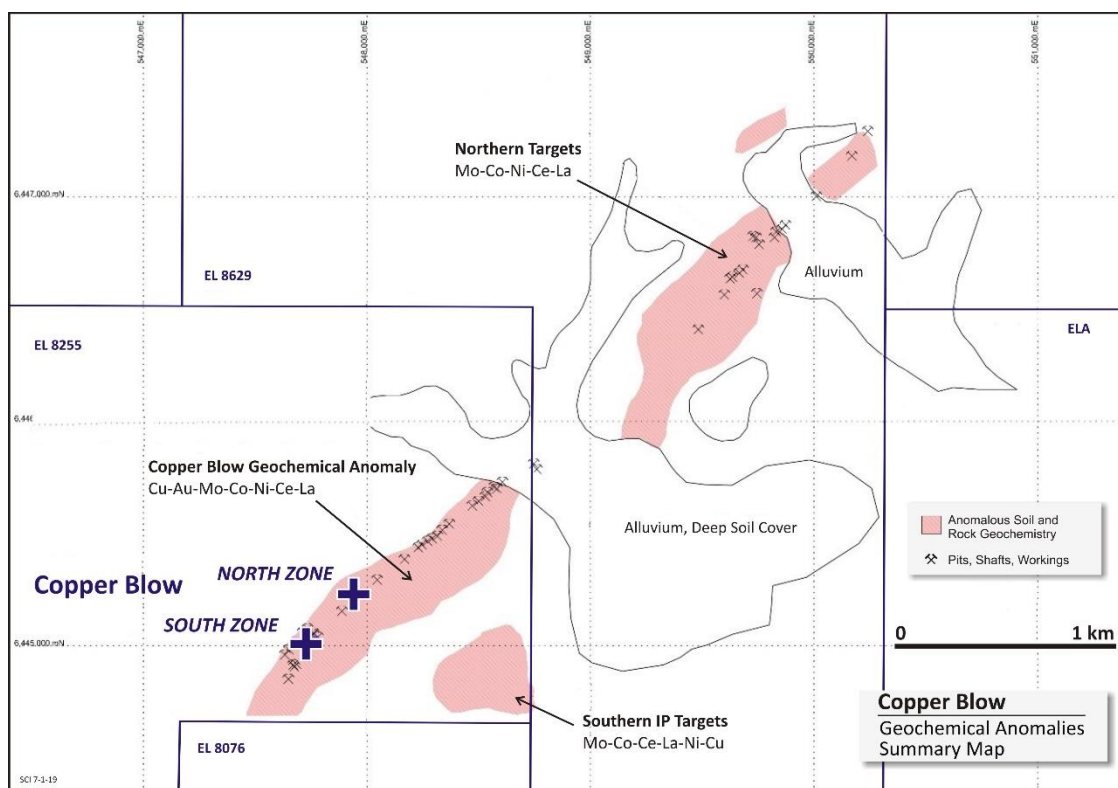 547,000 mE
548,000 mE
549,000 mE
550,000 mE
551,000 mE
Northern Targets
Mo-Co-Ni-Ce-La
6,447,000 mN
EL 8629
Alluvium
EL 8255
ELA
6,446
Copper Blow Geochemical Anomaly
Cu-Au-Mo-Co-Ni-Ce-La
Alluvium, Deep Soil Cover
Anomalous Soil and
Rock Geochemistry
Pits, Shafts, Workings
NORTH ZONE
Copper Blow
SOUTH ZONE
6,445,000 mN
0 1 km
Southern IP Targets
Mo-Co-Ce-La-Ni-Cu
EL 8076
Copper Blow
Geochemical Anomalies
Summary Map
SCI 7-1-19